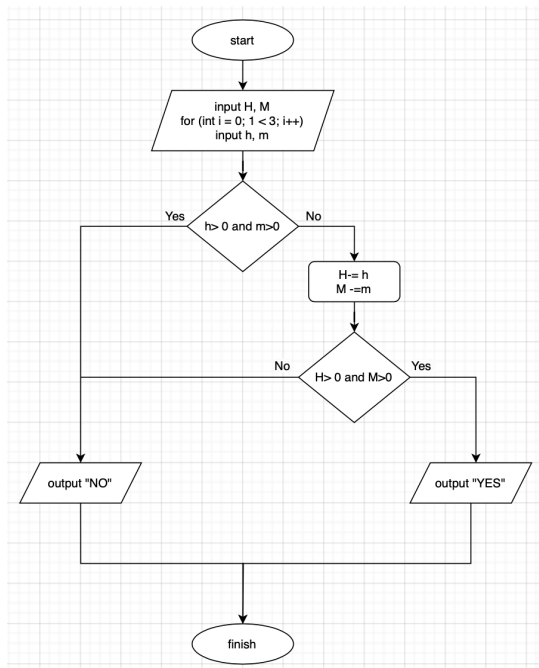 start
input H, M
for (int i = 0; 1 < 3; i++)
input h, m
Yes
h> 0 and m>0
No
H-= h
M -=m
No
H> 0 and M>0
Yes
output "NO"
output "YES"
finish